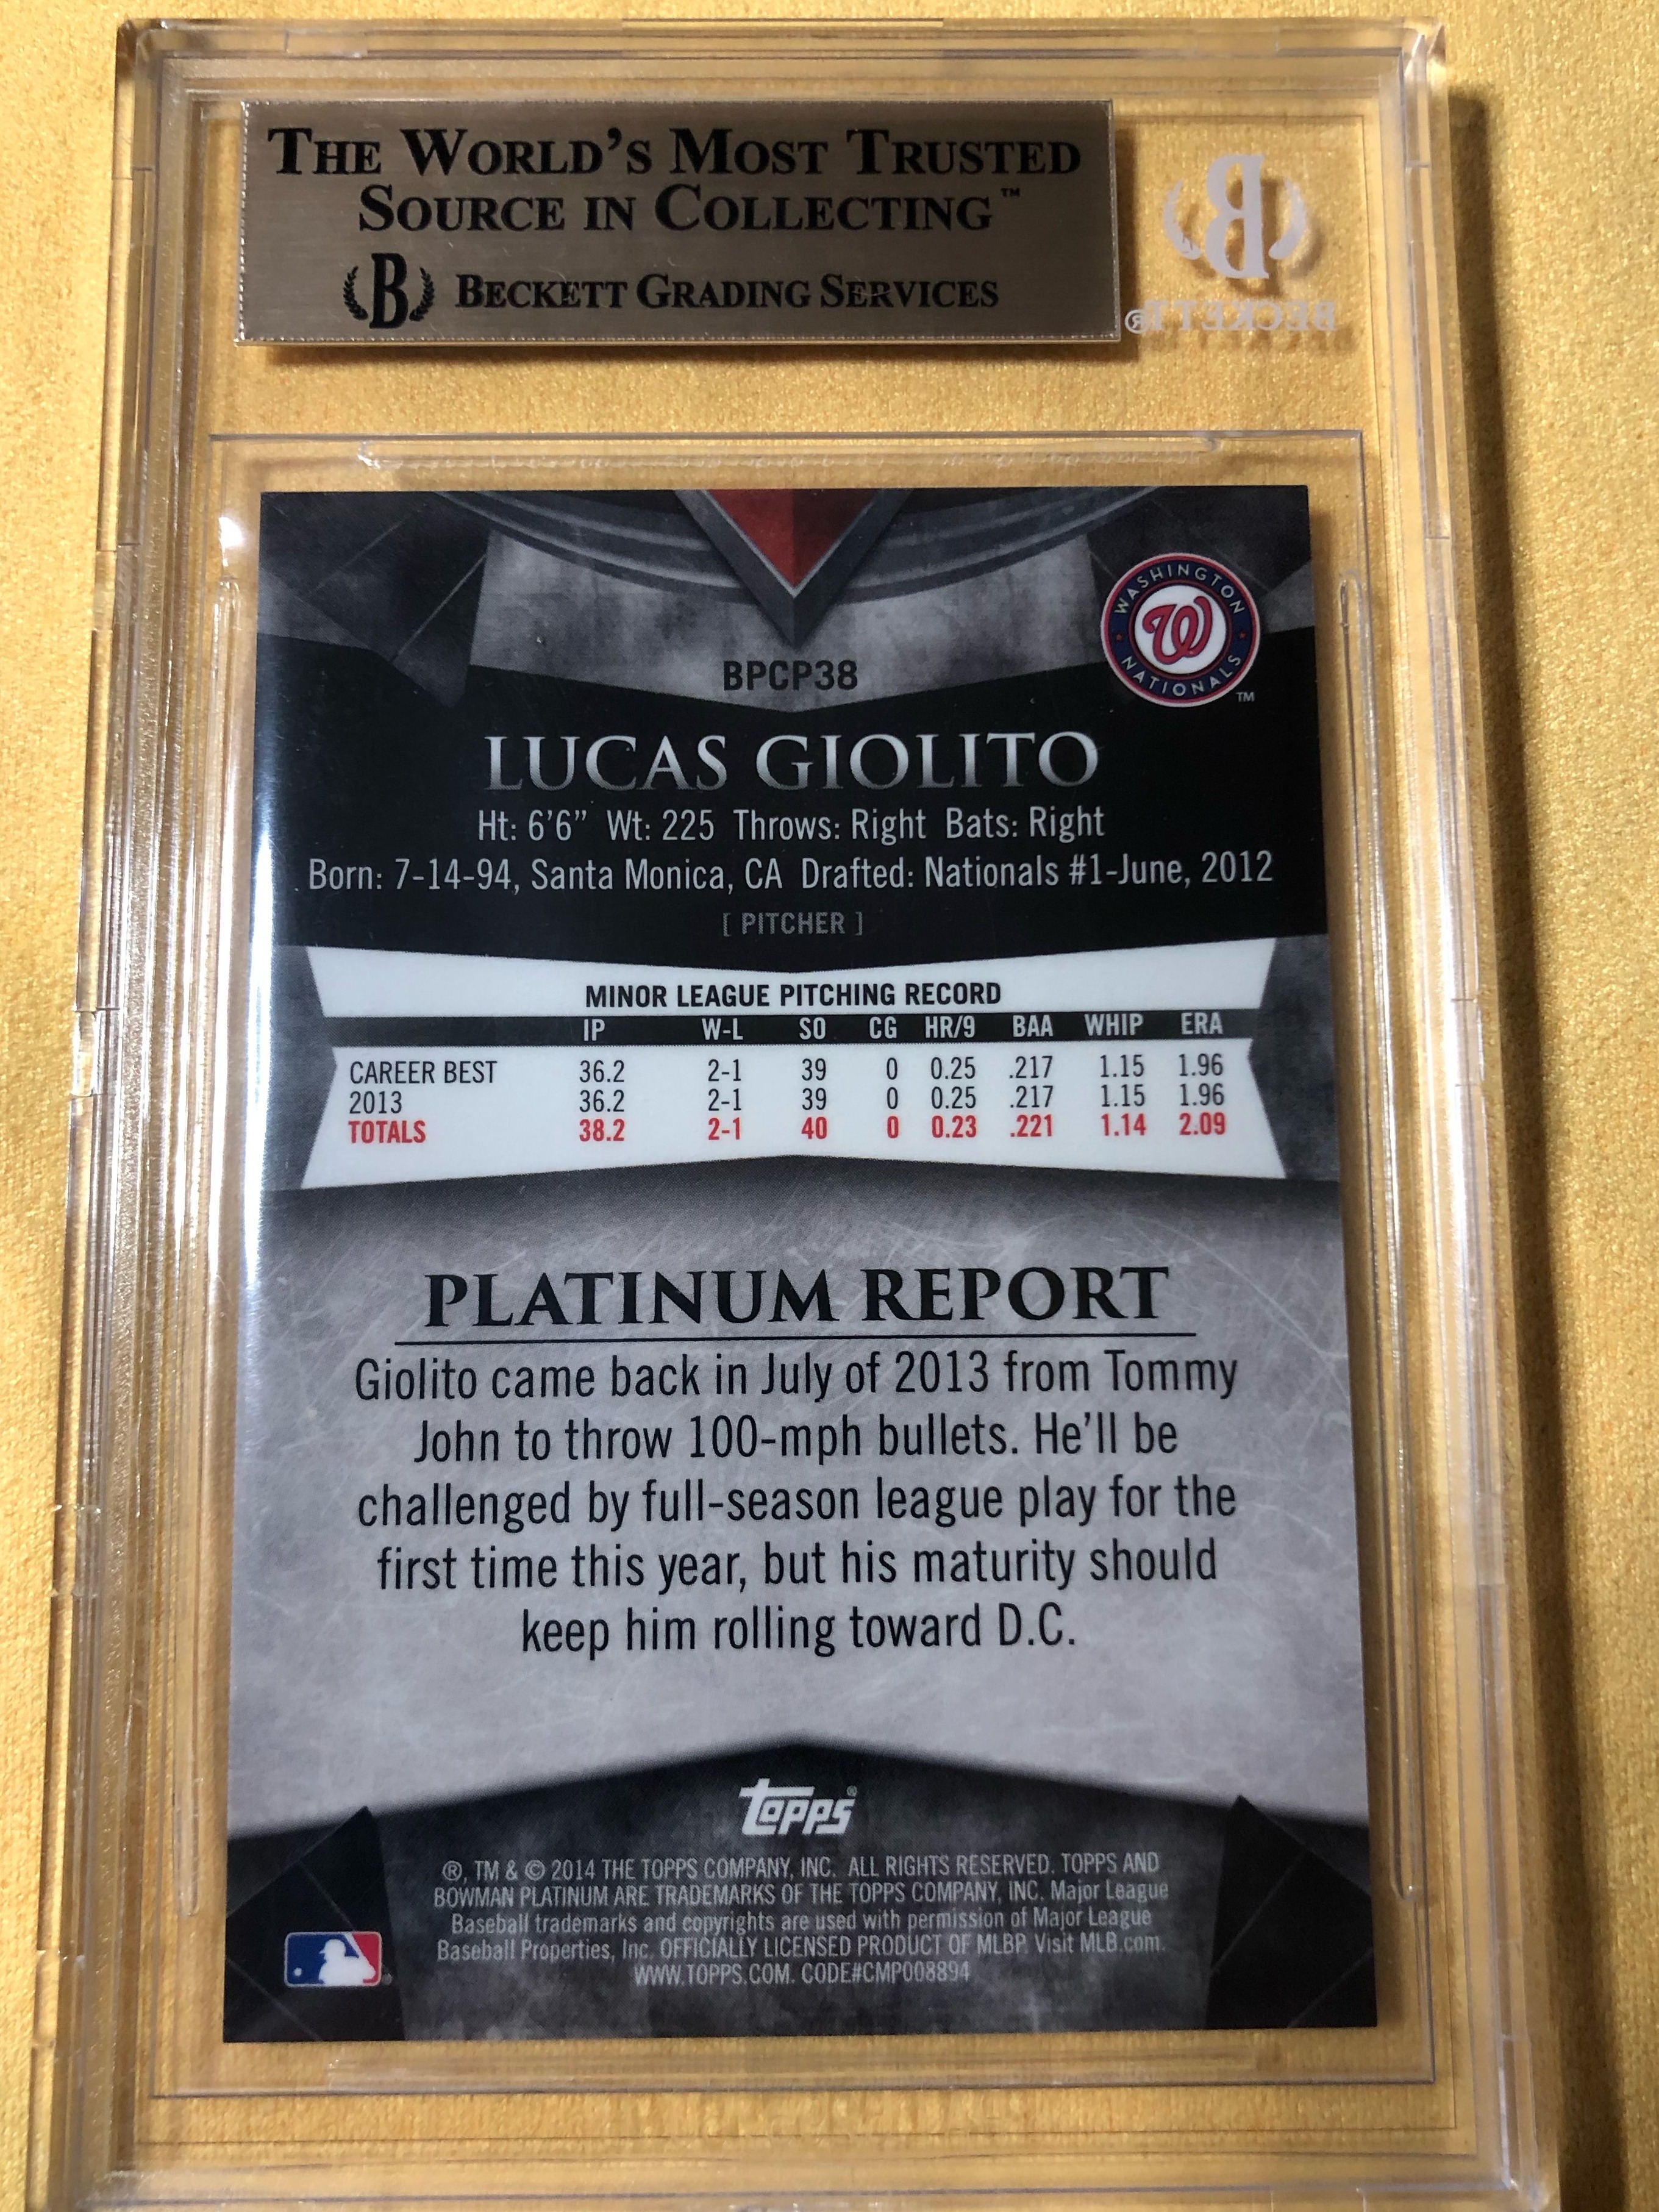 THE WORLD'S MOST TRUSTED
SOURCE IN COLLECTING™
B BECKETT GRADING SERVICES
B
BECKETT®
WASHINGTON NATIONALS
W
TM
BPCP38
LUCAS GIOLITO
Ht: 6'6” Wt: 225 Throws: Right Bats: Right
Born: 7-14-94, Santa Monica, CA Drafted: Nationals #1-June, 2012
[ PITCHER ]
MINOR LEAGUE PITCHING RECORD
IP W-L SO CG HR/9 BAA WHIP ERA
CAREER BEST 36.2 2-1 39 0 0.25 .217 1.15 1.96
2013 36.2 2-1 39 0 0.25 .217 1.15 1.96
TOTALS 38.2 2-1 40 0 0.23 .221 1.14 2.09
PLATINUM REPORT
Giolito came back in July of 2013 from Tommy
John to throw 100-mph bullets. He'll be
challenged by full-season league play for the
first time this year, but his maturity should
keep him rolling toward D.C.
topps®
®, TM & © 2014 THE TOPPS COMPANY, INC. ALL RIGHTS RESERVED. TOPPS AND
BOWMAN PLATINUM ARE TRADEMARKS OF THE TOPPS COMPANY, INC. Major League
Baseball trademarks and copyrights are used with permission of Major League
Baseball Properties, Inc. OFFICIALLY LICENSED PRODUCT OF MLBP. Visit MLB.com.
WWW.TOPPS.COM. CODE#CMP008894